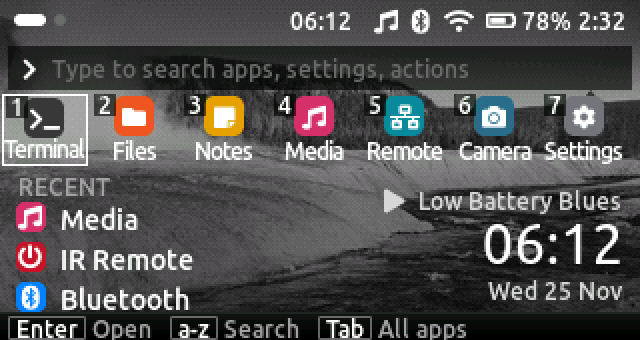 06:12 78% 2:32
Type to search apps, settings, actions
1 2 3 4 5 6 7
Terminal Files Notes Media Remote Camera Settings
RECENT
Media
IR Remote
Bluetooth
Low Battery Blues
06:12
Wed 25 Nov
Enter Open a-z Search Tab All apps